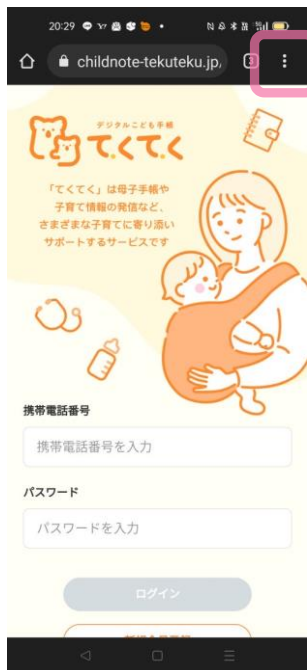 20:29
childnote-tekuteku.jp/
3
デジタルこども手帳
てくてく
「てくてく」は母子手帳や
子育て情報の発信など、
さまざまな子育てに寄り添い
サポートするサービスです
携帯電話番号
携帯電話番号を入力
パスワード
パスワードを入力
ログイン